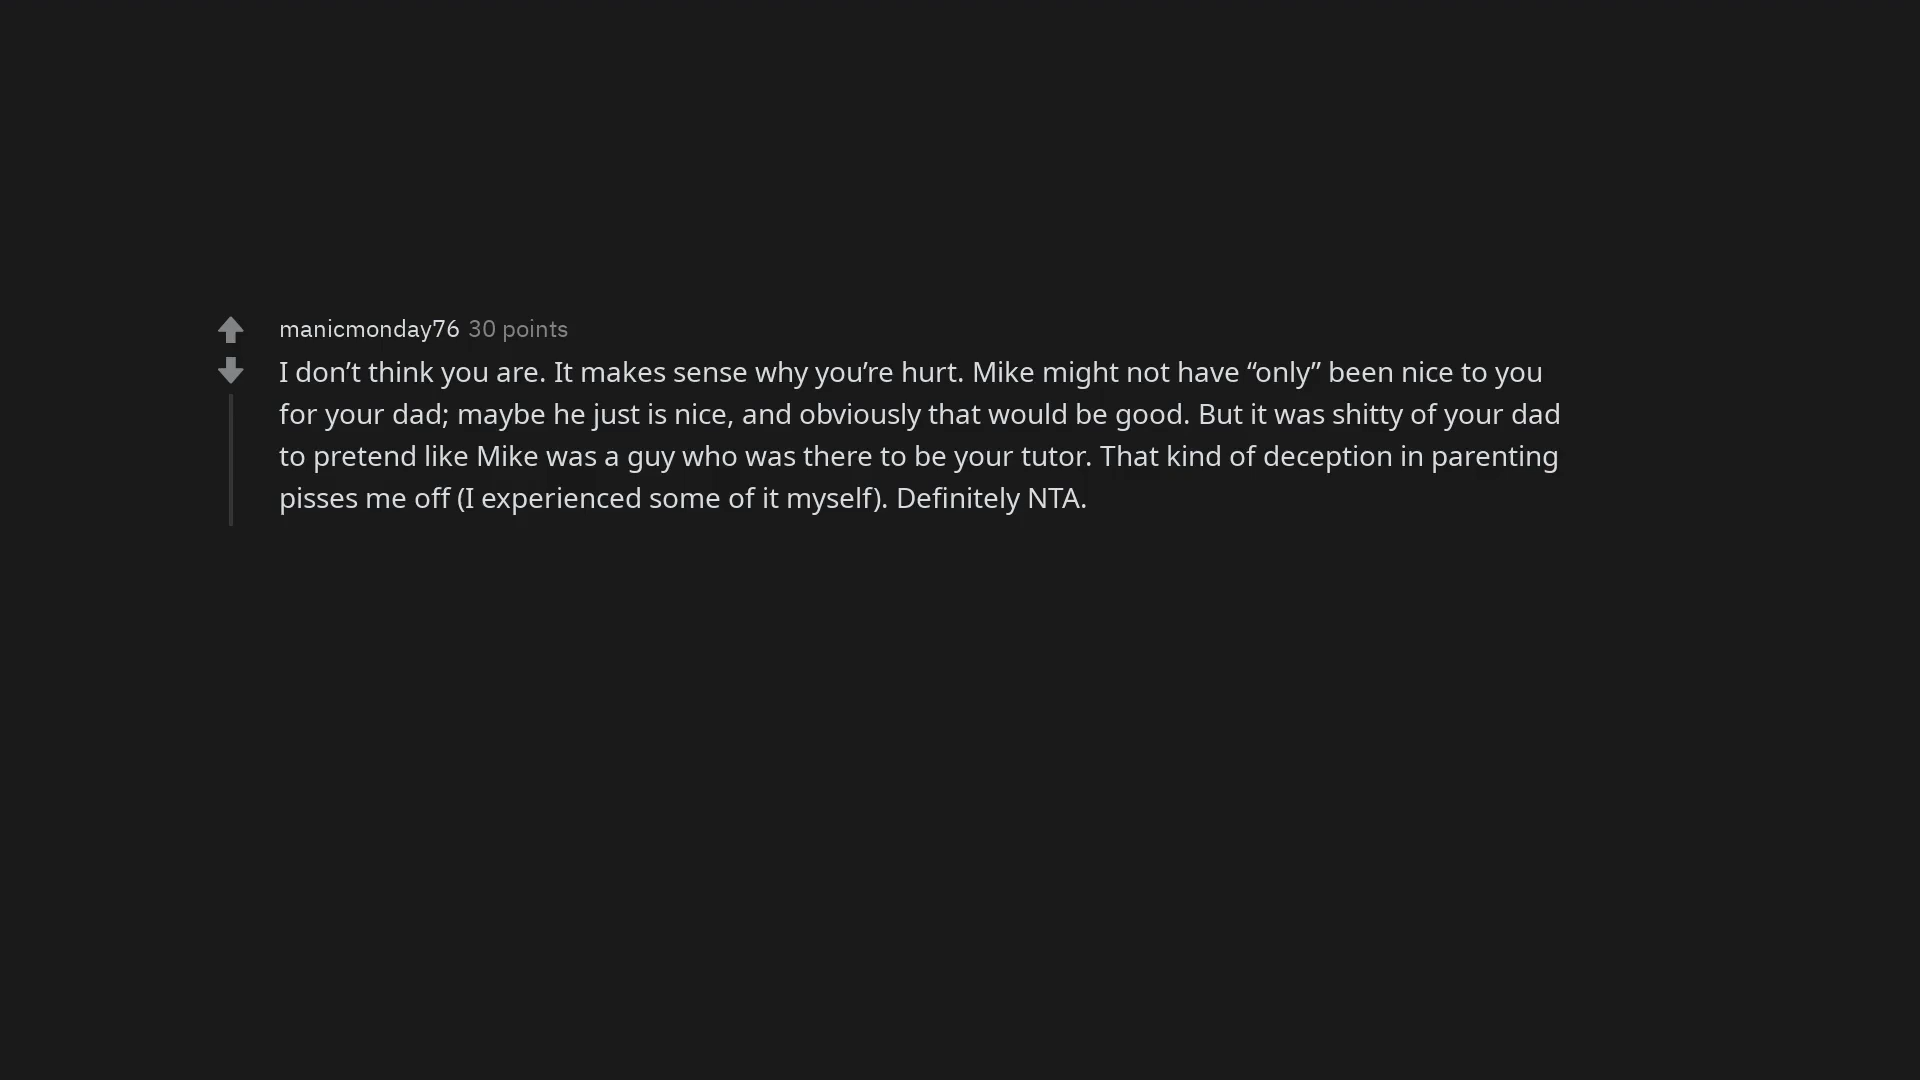 manicmonday76 30 points
I don’t think you are. It makes sense why you’re hurt. Mike might not have “only” been nice to you
for your dad; maybe he just is nice, and obviously that would be good. But it was shitty of your dad
to pretend like Mike was a guy who was there to be your tutor. That kind of deception in parenting
pisses me off (I experienced some of it myself). Definitely NTA.